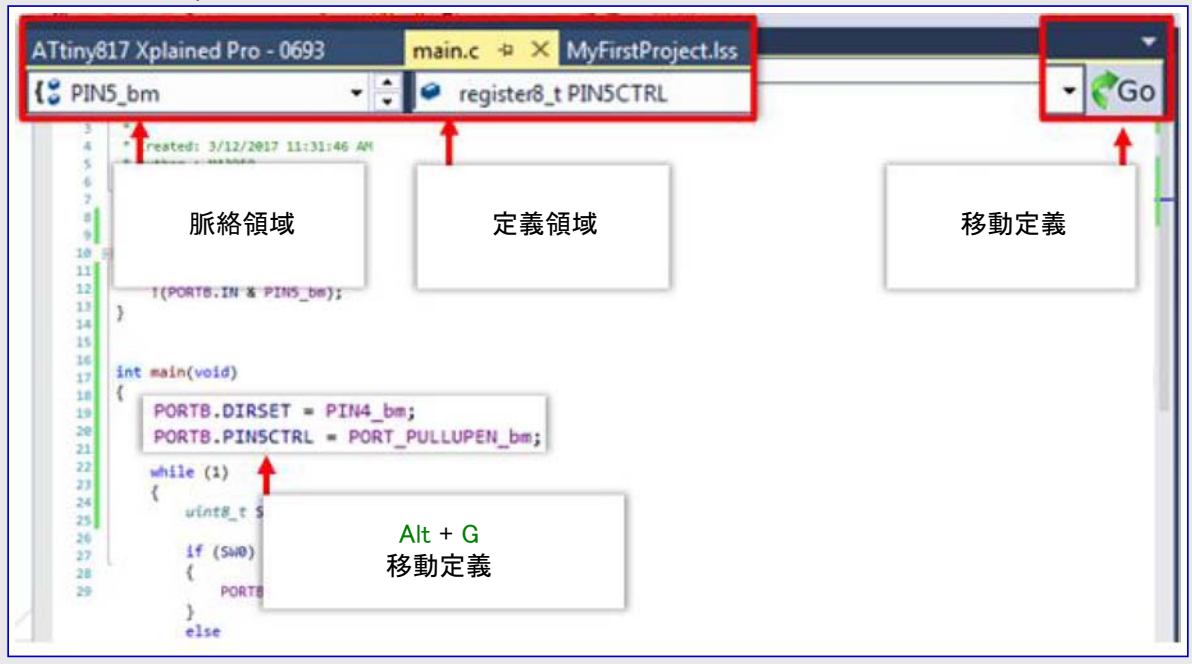 ATtiny817 Xplained Pro - 0693 main.c MyFirstProject.lss
PIN5_bm register8_t PIN5CTRL Go
3 *
4 * Created: 3/12/2017 11:31:46 AM
5
6
7
8
9
10
11
12 !(PORTB.IN & PIN5_bm);
13 }
14
15
16
17 int main(void)
18 {
19 PORTB.DIRSET = PIN4_bm;
20 PORTB.PIN5CTRL = PORT_PULLUPEN_bm;
21
22 while (1)
23 {
24 uint8_t
25
26
27 if (SW0)
28 {
29 PORTB
}
else
脈絡領域
定義領域
移動定義
Alt + G
移動定義